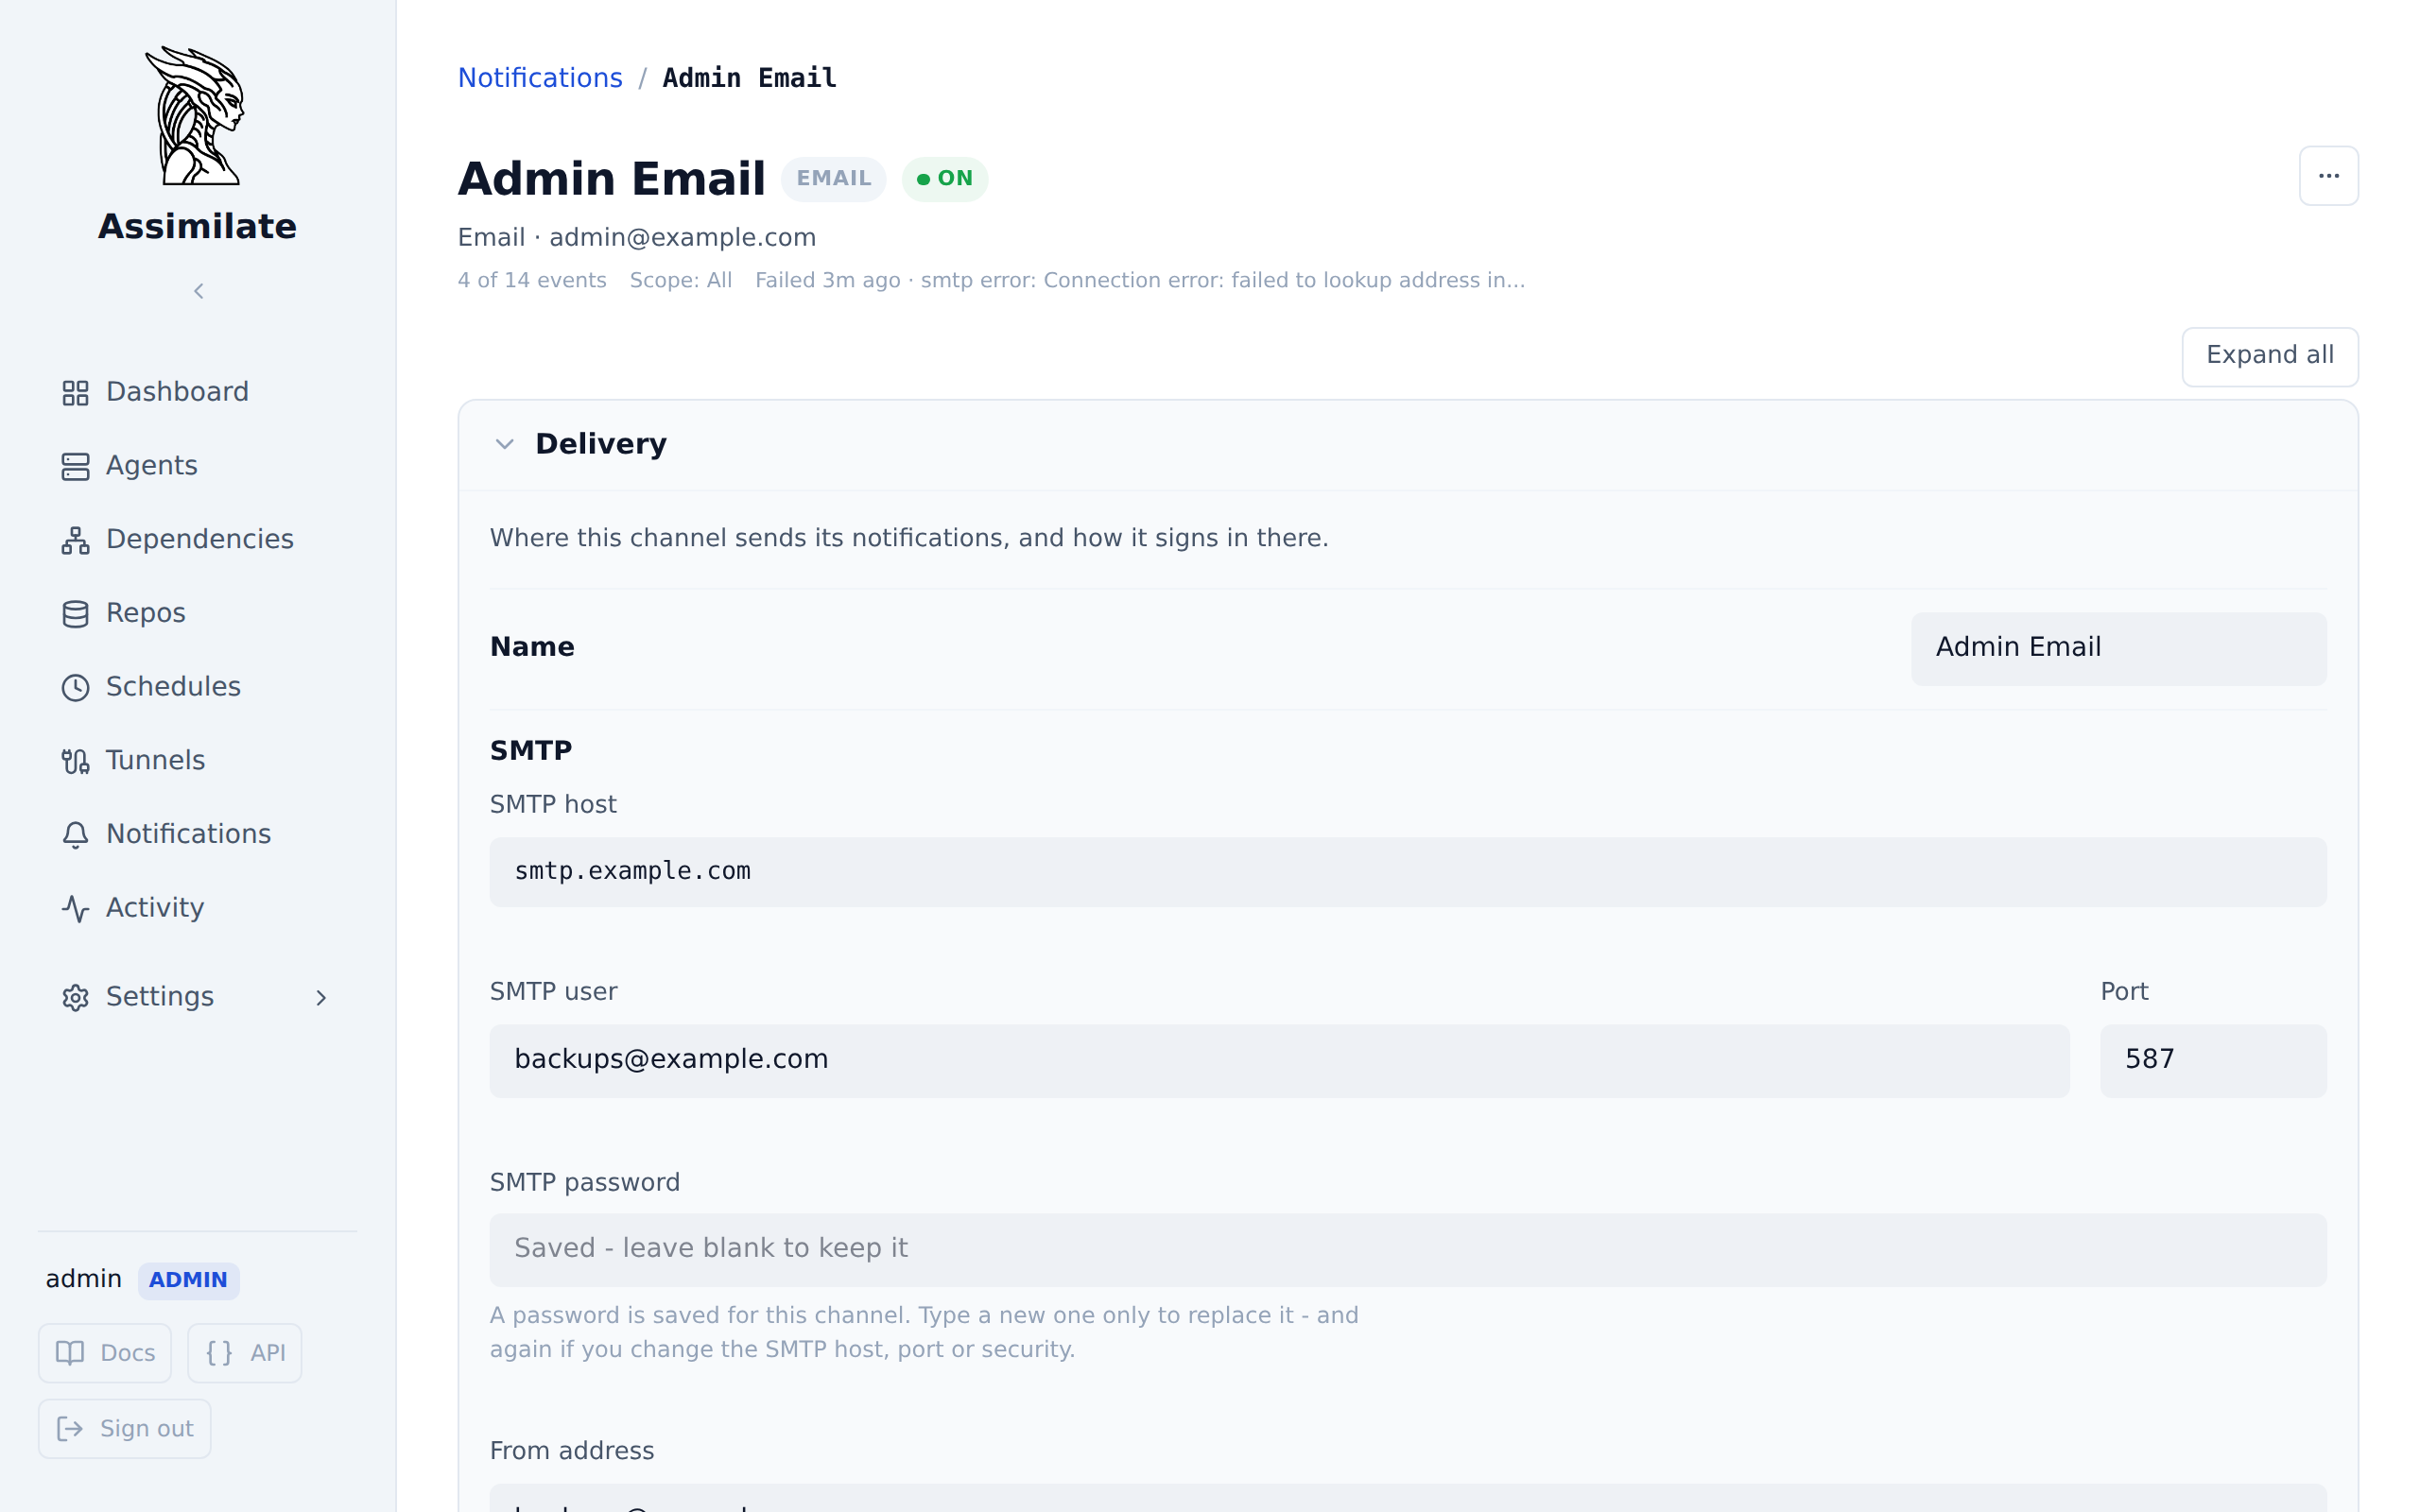 Assimilate
Dashboard
Agents
Dependencies
Repos
Schedules
Tunnels
Notifications
Activity
Settings
admin ADMIN
Docs API
Sign out
Notifications / Admin Email
Admin Email EMAIL ON
Email · admin@example.com
4 of 14 events Scope: All Failed 3m ago · smtp error: Connection error: failed to lookup address in...
Expand all
Delivery
Where this channel sends its notifications, and how it signs in there.
Name Admin Email
SMTP
SMTP host
smtp.example.com
SMTP user Port
backups@example.com 587
SMTP password
Saved - leave blank to keep it
A password is saved for this channel. Type a new one only to replace it - and
again if you change the SMTP host, port or security.
From address